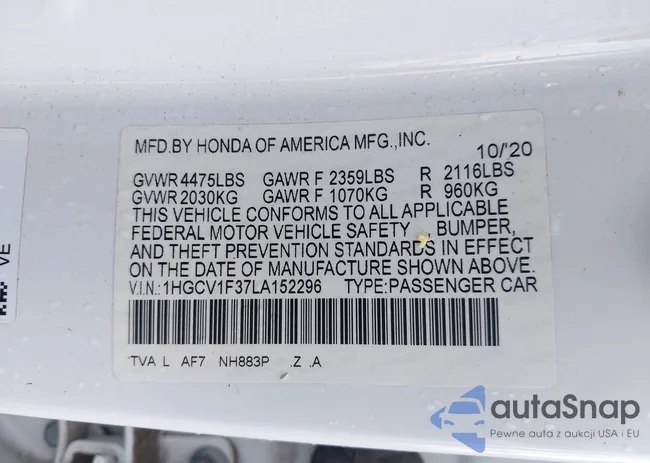 MFD.BY HONDA OF AMERICA MFG.,INC. 10/'20
GVWR 4475LBS GAWR F 2359LBS R 2116LBS
GVWR 2030KG GAWR F 1070KG R 960KG
THIS VEHICLE CONFORMS TO ALL APPLICABLE
FEDERAL MOTOR VEHICLE SAFETY , BUMPER,
AND THEFT PREVENTION STANDARDS IN EFFECT
ON THE DATE OF MANUFACTURE SHOWN ABOVE.
V.I.N.:1HGCV1F37LA152296 TYPE:PASSENGER CAR
TVA L AF7 NH883P .Z .A
VE
autaSnap
Pewne auta z aukcji USA i EU